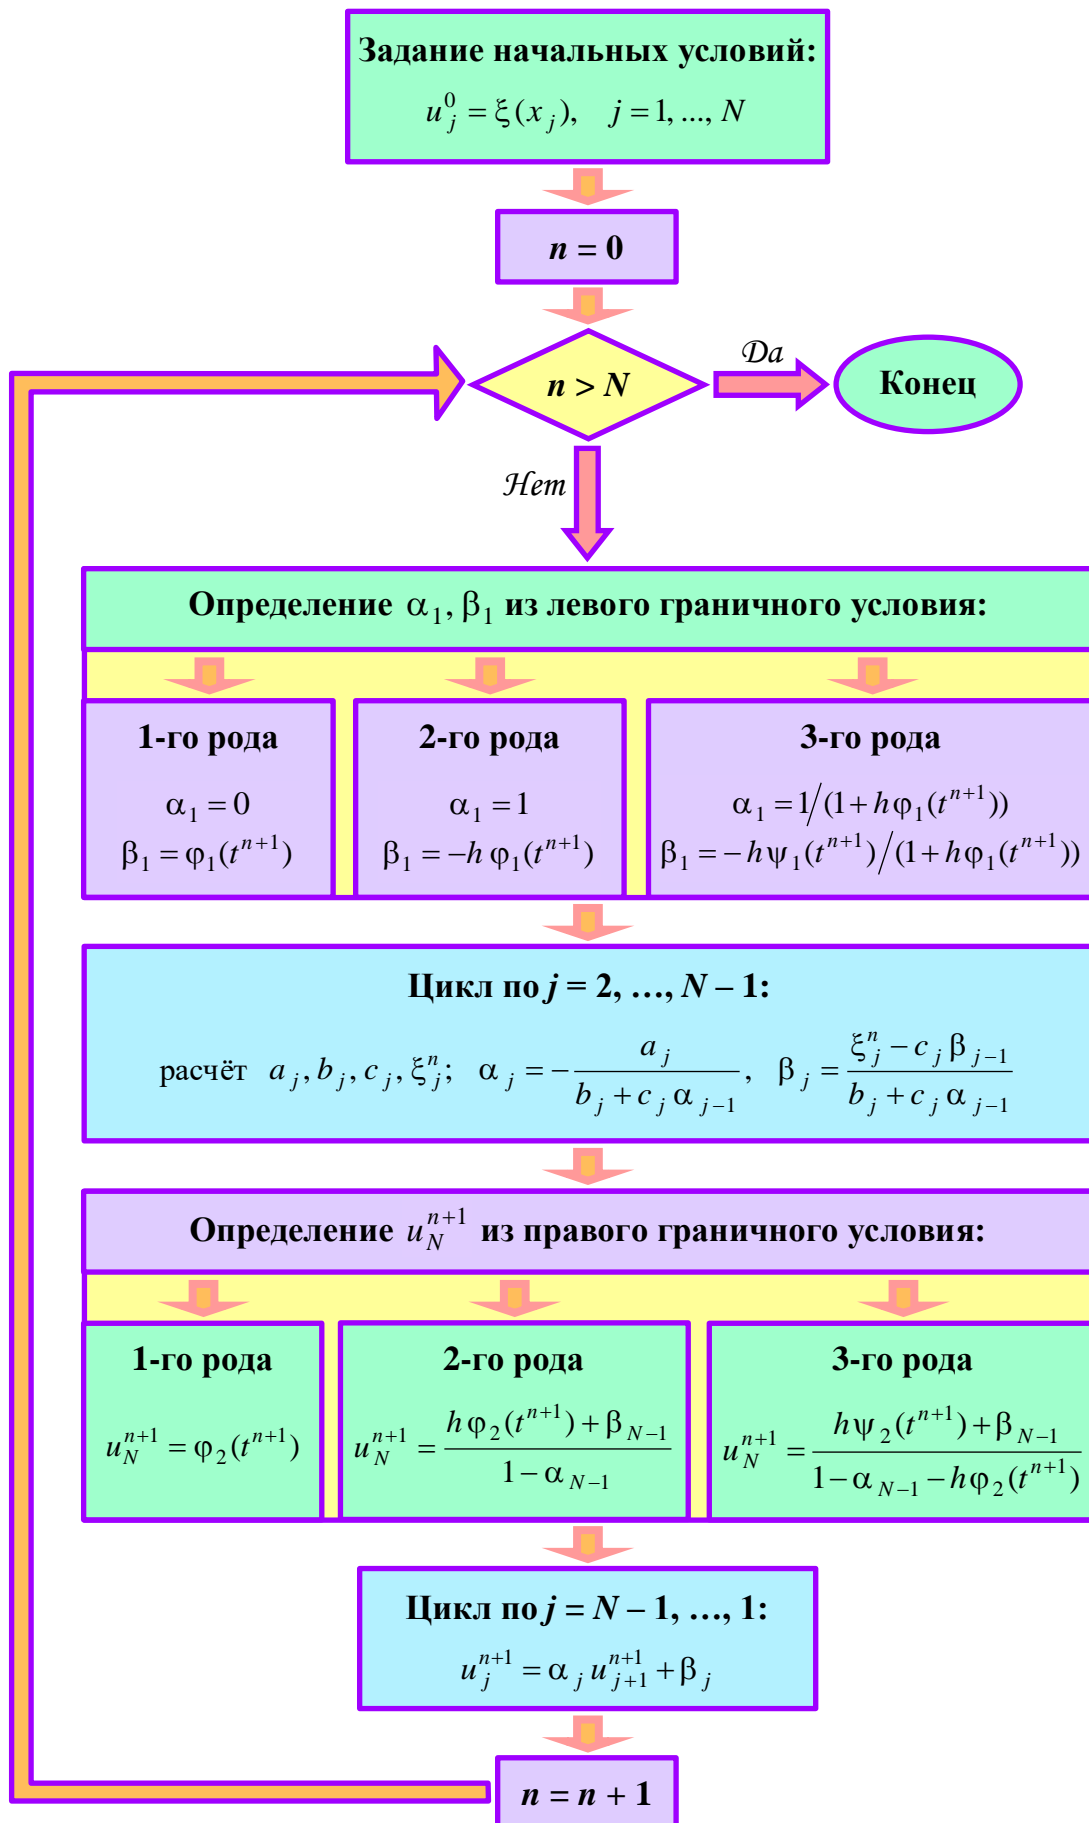 Задание начальных условий:
u_j^0 = ξ(x_j), j = 1, ..., N
n = 0
n > N
Да
Конец
Нет
Определение α_1, β_1 из левого граничного условия:
1-го рода
α_1 = 0
β_1 = φ_1(t^{n+1})
2-го рода
α_1 = 1
β_1 = −h φ_1(t^{n+1})
3-го рода
α_1 = 1/(1 + hφ_1(t^{n+1}))
β_1 = −hψ_1(t^{n+1})/(1 + hφ_1(t^{n+1}))
Цикл по j = 2, …, N – 1:
расчёт a_j, b_j, c_j, ξ_j^n; α_j = −\frac{a_j}{b_j + c_j α_{j−1}}, β_j = \frac{ξ_j^n − c_j β_{j−1}}{b_j + c_j α_{j−1}}
Определение u_N^{n+1} из правого граничного условия:
1-го рода
u_N^{n+1} = φ_2(t^{n+1})
2-го рода
u_N^{n+1} = \frac{hφ_2(t^{n+1}) + β_{N−1}}{1 − α_{N−1}}
3-го рода
u_N^{n+1} = \frac{hψ_2(t^{n+1}) + β_{N−1}}{1 − α_{N−1} − hφ_2(t^{n+1})}
Цикл по j = N – 1, …, 1:
u_j^{n+1} = α_j u_{j+1}^{n+1} + β_j
n = n + 1